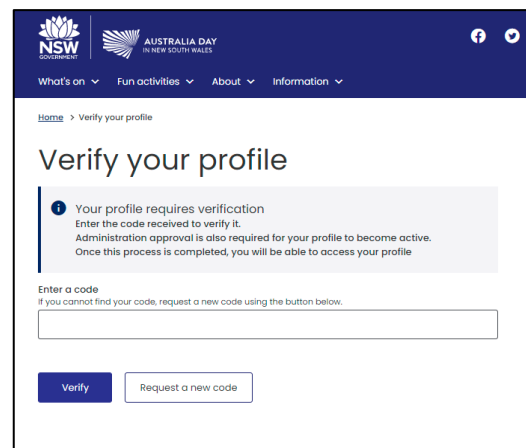 NSW
GOVERNMENT
AUSTRALIA DAY
IN NEW SOUTH WALES
What's on
Fun activities
About
Information
Home > Verify your profile
Verify your profile
Your profile requires verification
Enter the code received to verify it.
Administration approval is also required for your profile to become active.
Once this process is completed, you will be able to access your profile
Enter a code
If you cannot find your code, request a new code using the button below.
Verify
Request a new code